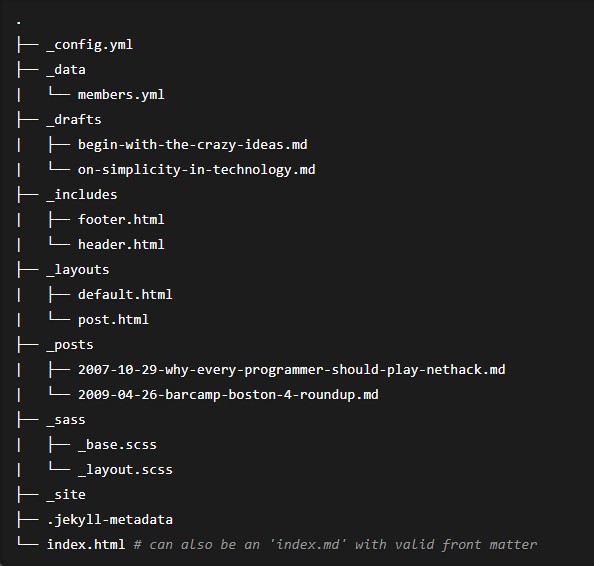 .
├── _config.yml
├── _data
|   └── members.yml
├── _drafts
|   ├── begin-with-the-crazy-ideas.md
|   └── on-simplicity-in-technology.md
├── _includes
|   ├── footer.html
|   └── header.html
├── _layouts
|   ├── default.html
|   └── post.html
├── _posts
|   ├── 2007-10-29-why-every-programmer-should-play-nethack.md
|   └── 2009-04-26-barcamp-boston-4-roundup.md
├── _sass
|   ├── _base.scss
|   └── _layout.scss
├── _site
├── .jekyll-metadata
└── index.html # can also be an 'index.md' with valid front matter